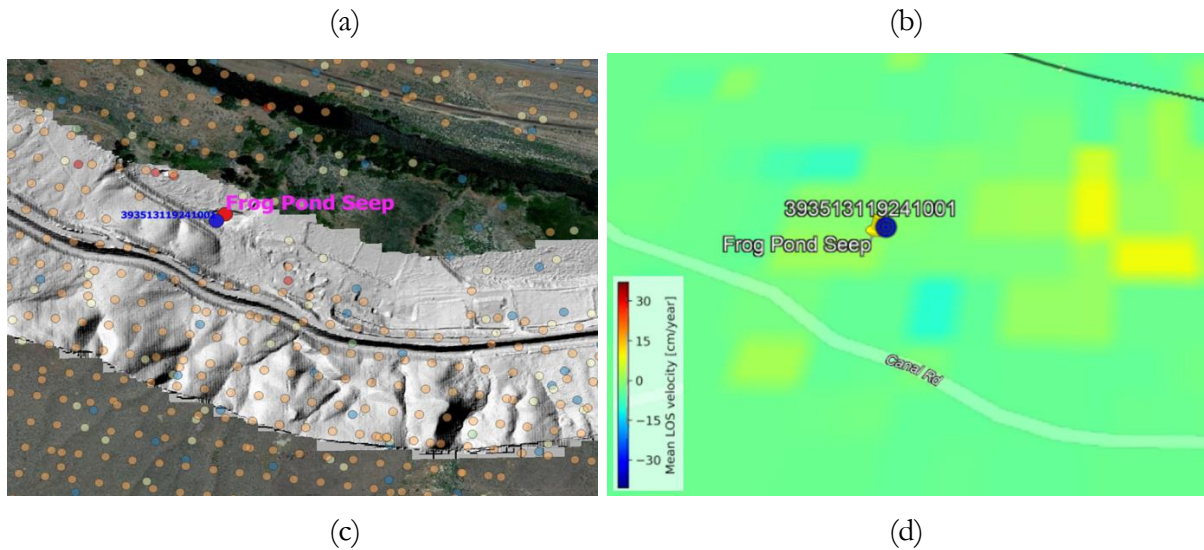 (a)
(b)
Frog Pond Seep
393513119241001
393513119241001
Frog Pond Seep
Canal Rd
30
15
0
−15
−30
Mean LOS velocity [cm/year]
(c)
(d)